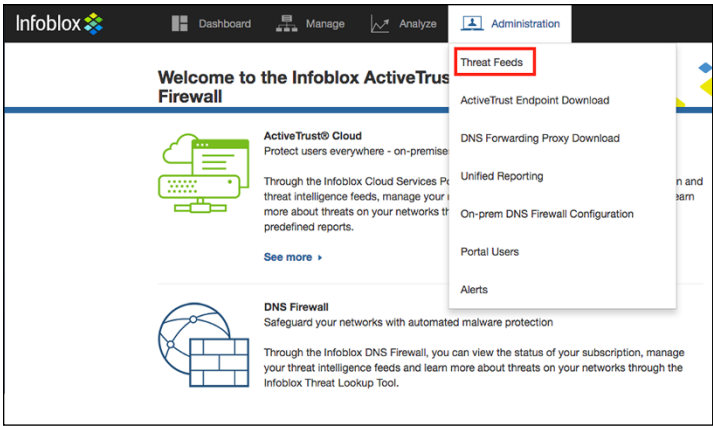 Infoblox
Dashboard
Manage
Analyze
Administration
Welcome to the Infoblox ActiveTrus
Firewall
Threat Feeds
ActiveTrust Endpoint Download
DNS Forwarding Proxy Download
Unified Reporting
On-prem DNS Firewall Configuration
Portal Users
Alerts
ActiveTrust® Cloud
Protect users everywhere - on-premise
Through the Infoblox Cloud Services Po n and
threat intelligence feeds, manage your earn
more about threats on your networks th
predefined reports.
See more
DNS Firewall
Safeguard your networks with automated malware protection
Through the Infoblox DNS Firewall, you can view the status of your subscription, manage
your threat intelligence feeds and learn more about threats on your networks through the
Infoblox Threat Lookup Tool.